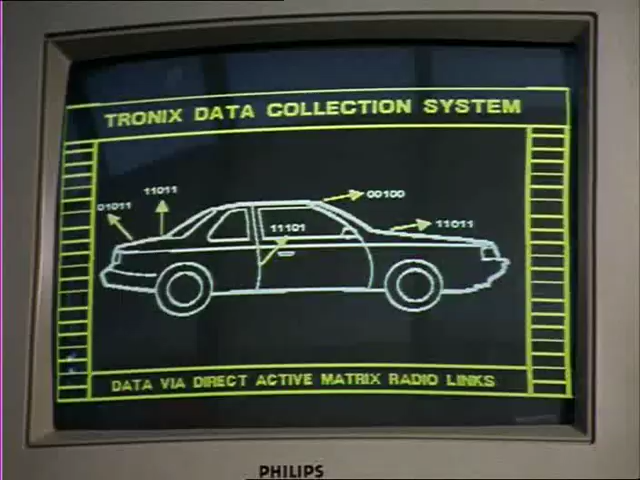 TRONIX DATA COLLECTION SYSTEM
11011
01011
00100
11011
11101
DATA VIA DIRECT ACTIVE MATRIX RADIO LINKS
PHILIPS